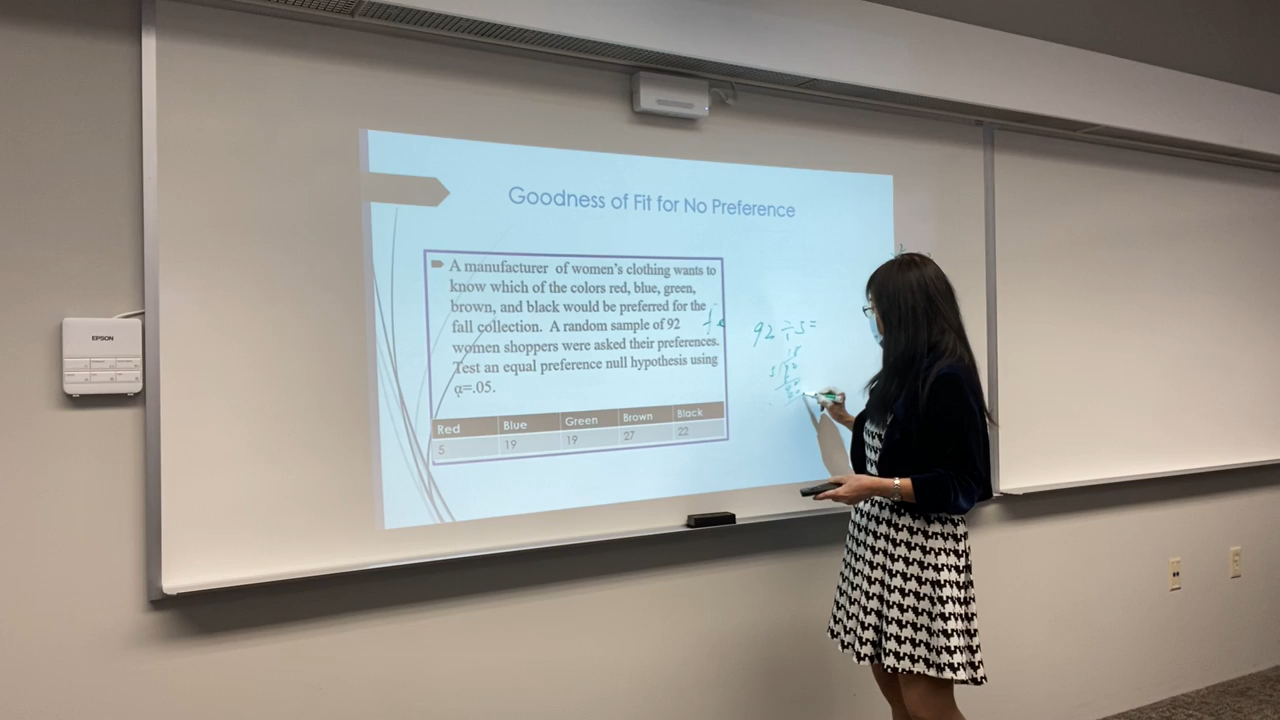 Goodness of Fit for No Preference
A manufacturer of women's clothing wants to
know which of the colors red, blue, green,
brown, and black would be preferred for the
fall collection. A random sample of 92
women shoppers were asked their preferences.
Test an equal preference null hypothesis using
α=.05.
Red Blue Green Brown Black
5 19 19 27 22
fe
92 ÷ 5 =
EPSON